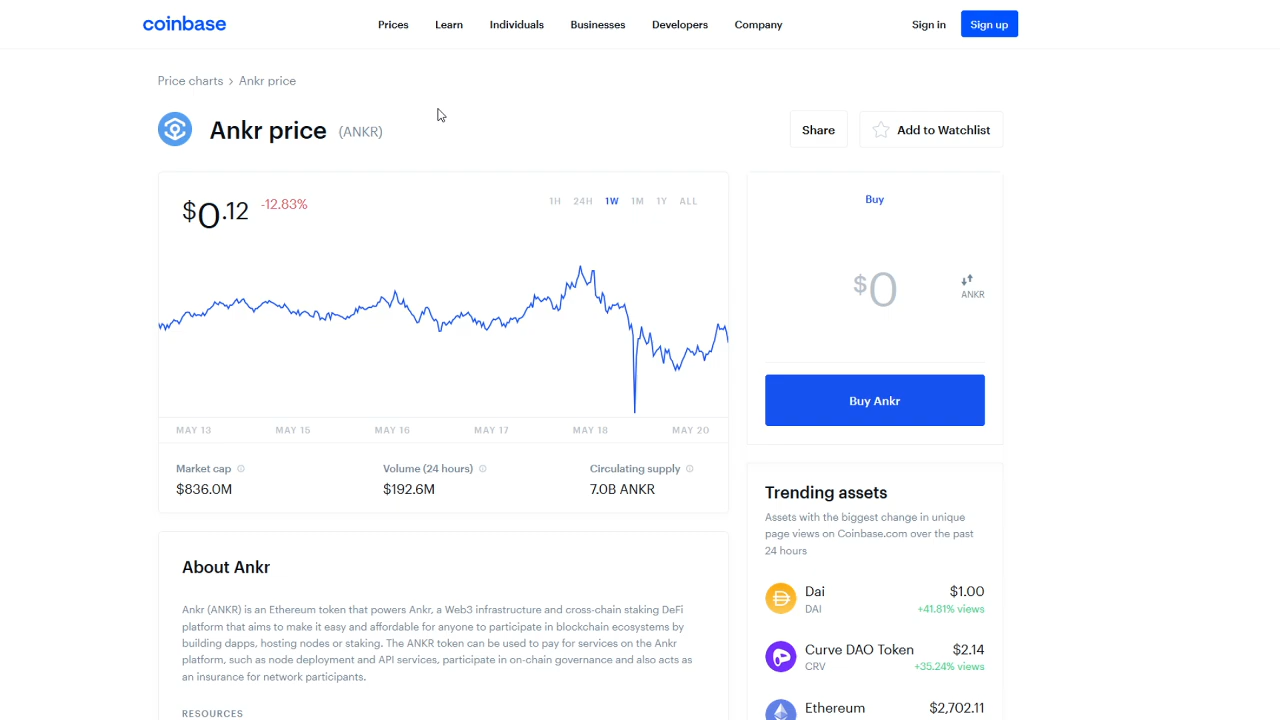 coinbase
Prices Learn Individuals Businesses Developers Company
Sign in Sign up
Price charts › Ankr price
Ankr price (ANKR)
Share
Add to Watchlist
$0.12 -12.83%
1H 24H 1W 1M 1Y ALL
MAY 13 MAY 15 MAY 16 MAY 17 MAY 18 MAY 20
Market cap Volume (24 hours) Circulating supply
$836.0M $192.6M 7.0B ANKR
About Ankr
Ankr (ANKR) is an Ethereum token that powers Ankr, a Web3 infrastructure and cross-chain staking DeFi
platform that aims to make it easy and affordable for anyone to participate in blockchain ecosystems by
building dapps, hosting nodes or staking. The ANKR token can be used to pay for services on the Ankr
platform, such as node deployment and API services, participate in on-chain governance and also acts as
an insurance for network participants.
RESOURCES
Buy
$0
ANKR
Buy Ankr
Trending assets
Assets with the biggest change in unique
page views on Coinbase.com over the past
24 hours
Dai $1.00
DAI +41.81% views
Curve DAO Token $2.14
CRV +35.24% views
Ethereum $2,702.11